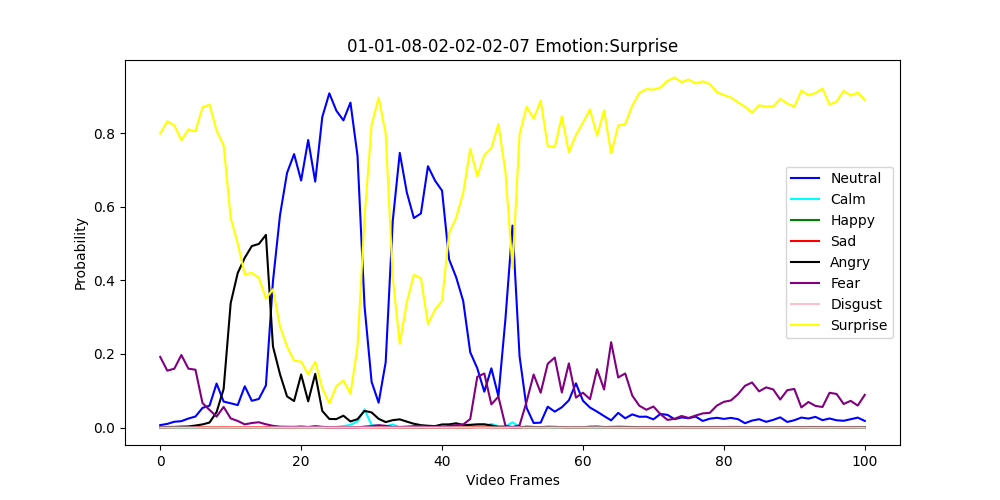 01-01-08-02-02-02-07 Emotion:Surprise
Probability
0.8
0.6
0.4
0.2
0.0
0 20 40 60 80 100
Video Frames
Neutral
Calm
Happy
Sad
Angry
Fear
Disgust
Surprise